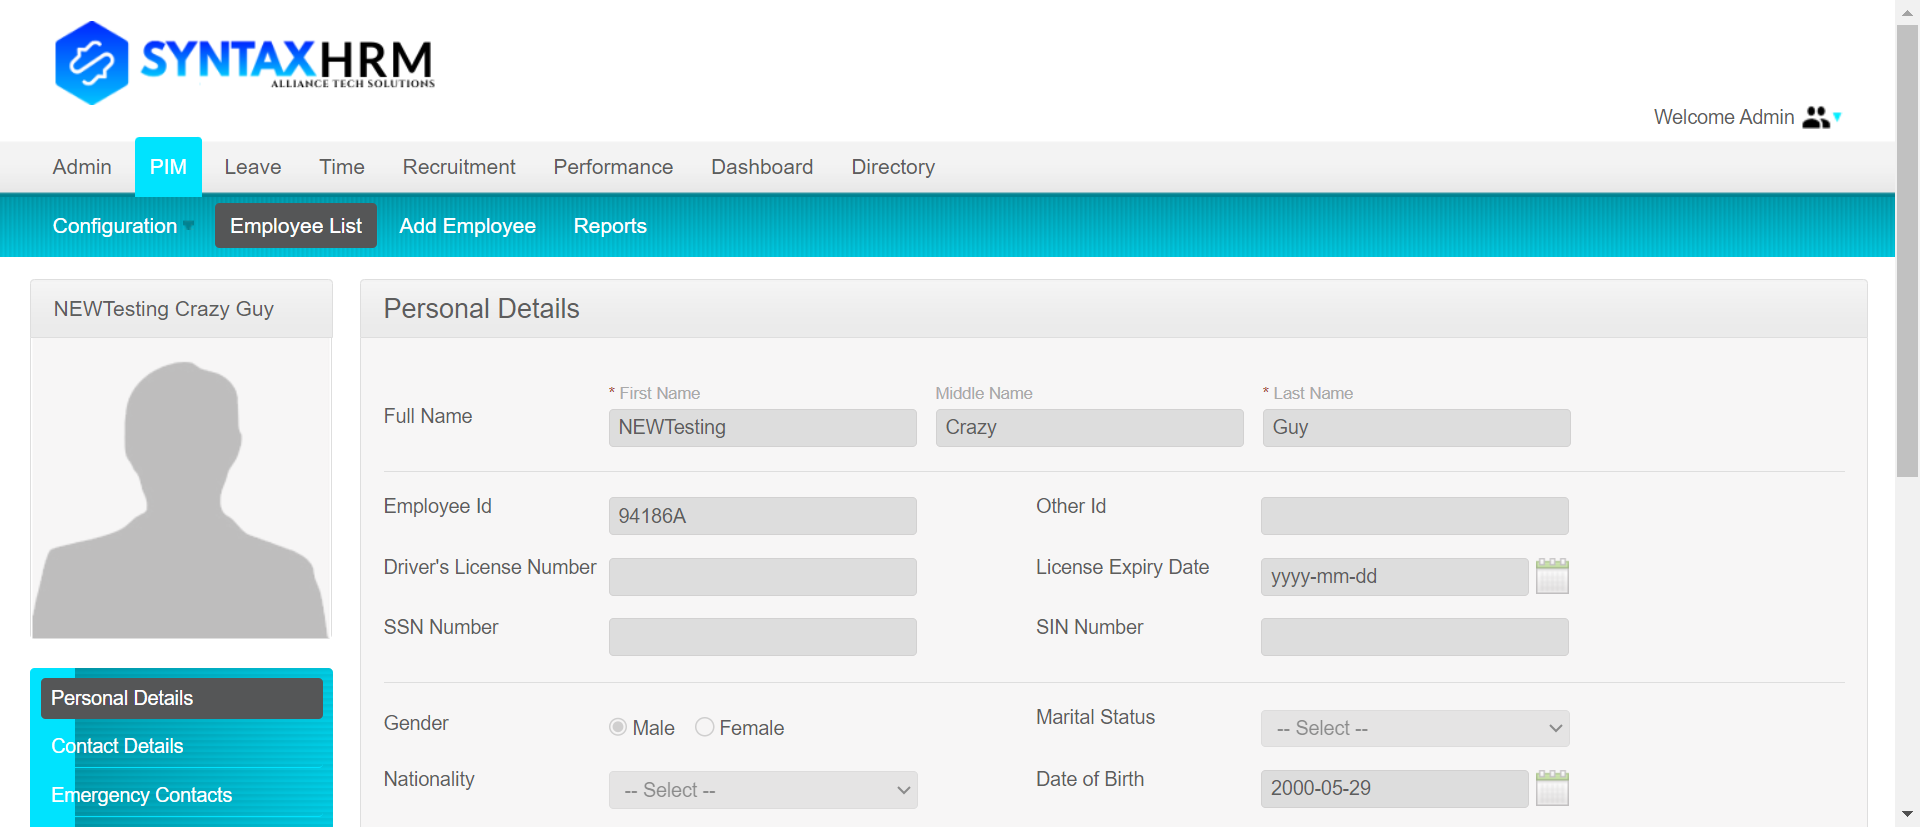 SYNTAXHRM
ALLIANCE TECH SOLUTIONS
Welcome Admin
Admin PIM Leave Time Recruitment Performance Dashboard Directory
Configuration Employee List Add Employee Reports
NEWTesting Crazy Guy
Personal Details
Contact Details
Emergency Contacts
Personal Details
* First Name Middle Name * Last Name
Full Name NEWTesting Crazy Guy
Employee Id 94186A Other Id
Driver's License Number License Expiry Date yyyy-mm-dd
SSN Number SIN Number
Gender Male Female Marital Status -- Select --
Nationality -- Select -- Date of Birth 2000-05-29